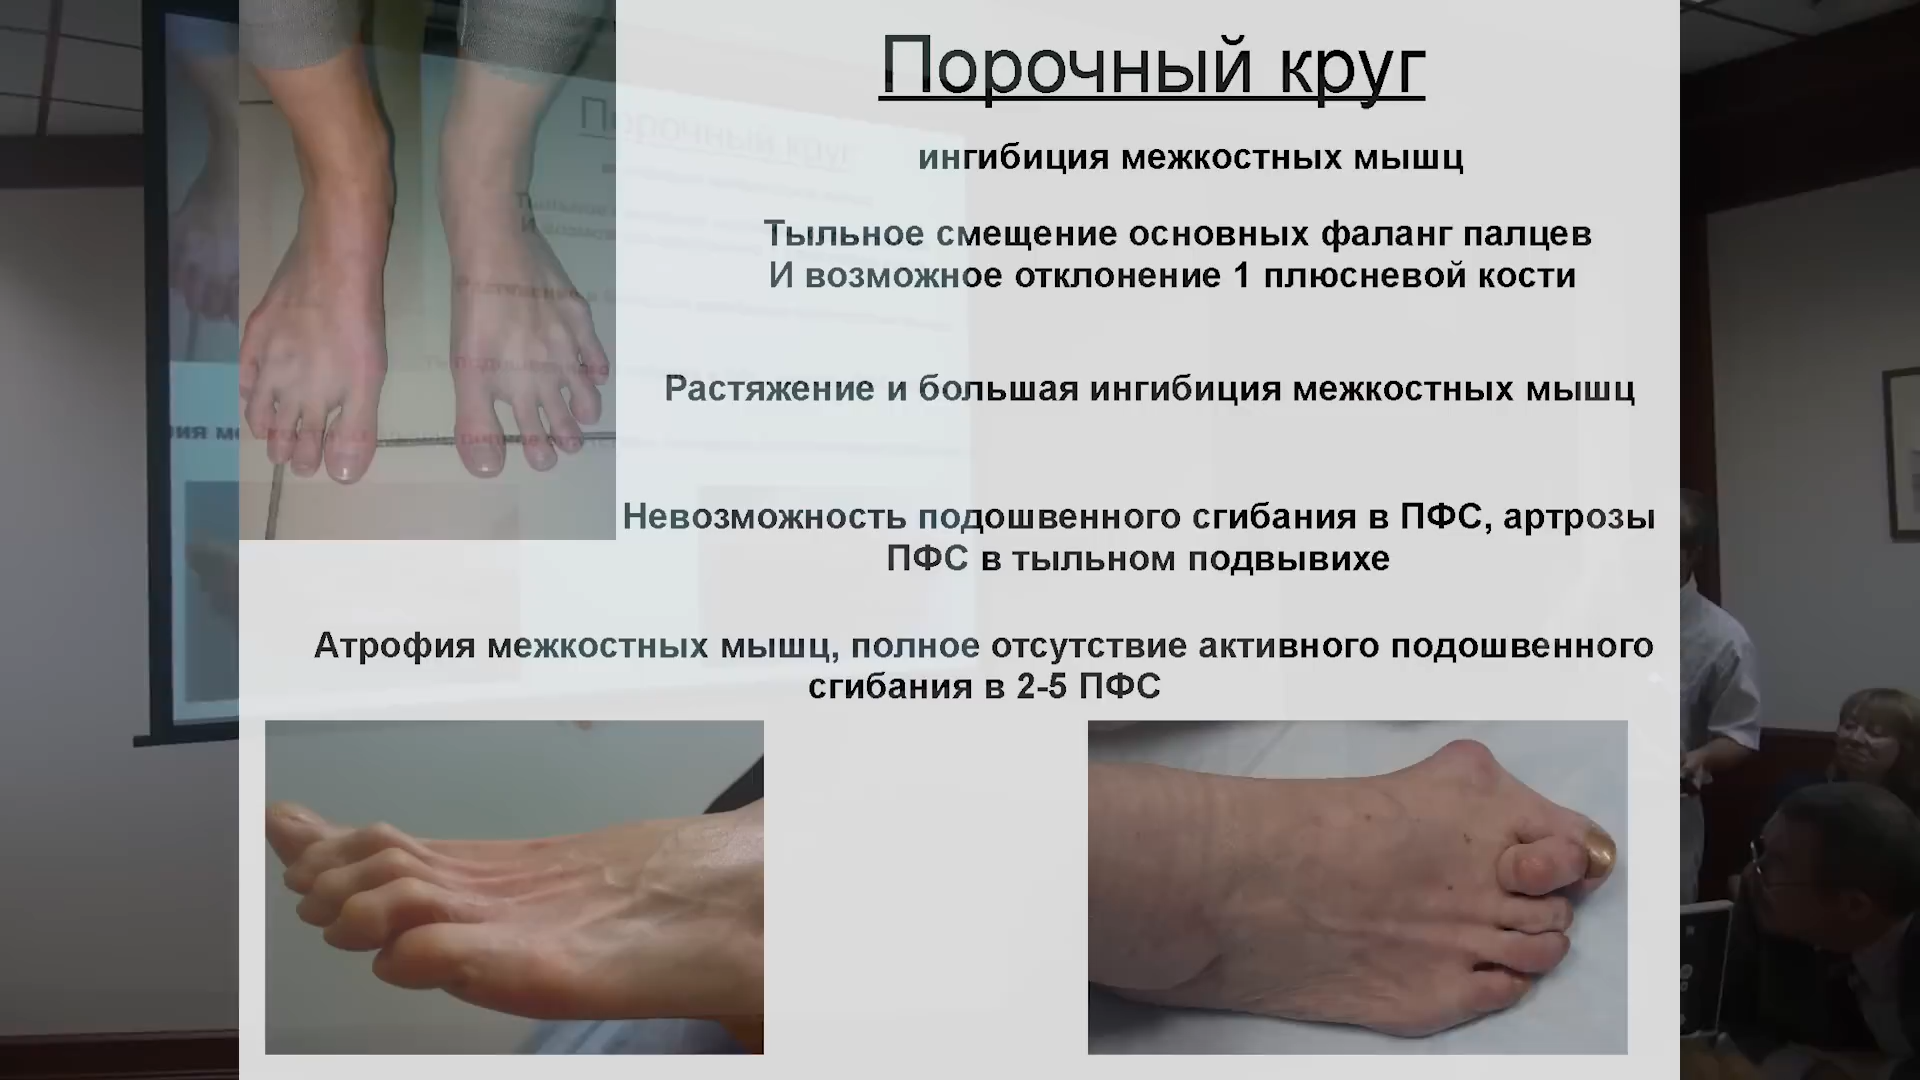 Порочный круг
ингибиция межкостных мышц
Тыльное смещение основных фаланг палцев
И возможное отклонение 1 плюсневой кости
Растяжение и большая ингибиция межкостных мышц
Невозможность подошвенного сгибания в ПФС, артрозы
ПФС в тыльном подвывихе
Атрофия межкостных мышц, полное отсутствие активного подошвенного
сгибания в 2-5 ПФС